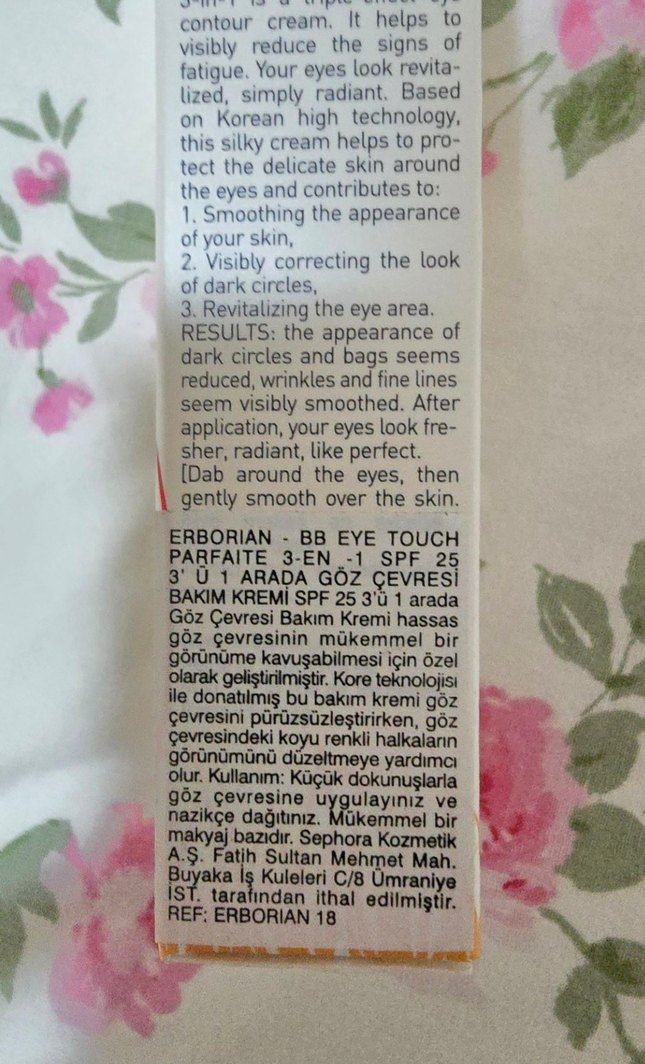 3-in-1 is a triple-effect eye
contour cream. It helps to
visibly reduce the signs of
fatigue. Your eyes look revita-
lized, simply radiant. Based
on Korean high technology,
this silky cream helps to pro-
tect the delicate skin around
the eyes and contributes to:
1. Smoothing the appearance
of your skin,
2. Visibly correcting the look
of dark circles,
3. Revitalizing the eye area.
RESULTS: the appearance of
dark circles and bags seems
reduced, wrinkles and fine lines
seem visibly smoothed. After
application, your eyes look fre-
sher, radiant, like perfect.
[Dab around the eyes, then
gently smooth over the skin.
ERBORIAN - BB EYE TOUCH
PARFAITE 3-EN -1 SPF 25
3' Ü 1 ARADA GÖZ ÇEVRESİ
BAKIM KREMİ SPF 25 3'ü 1 arada
Göz Çevresi Bakım Kremi hassas
göz çevresinin mükemmel bir
görünüme kavuşabilmesi için özel
olarak geliştirilmiştir. Kore teknolojisi
ile donatılmış bu bakım kremi göz
çevresini pürüzsüzleştirirken, göz
çevresindeki koyu renkli halkaların
görünümünü düzeltmeye yardımcı
olur. Kullanım: Küçük dokunuşlarla
göz çevresine uygulayınız ve
nazikçe dağıtınız. Mükemmel bir
makyaj bazıdır. Sephora Kozmetik
A.Ş. Fatih Sultan Mehmet Mah.
Buyaka İş Kuleleri C/8 Ümraniye
İST. tarafından ithal edilmiştir.
REF: ERBORIAN 18